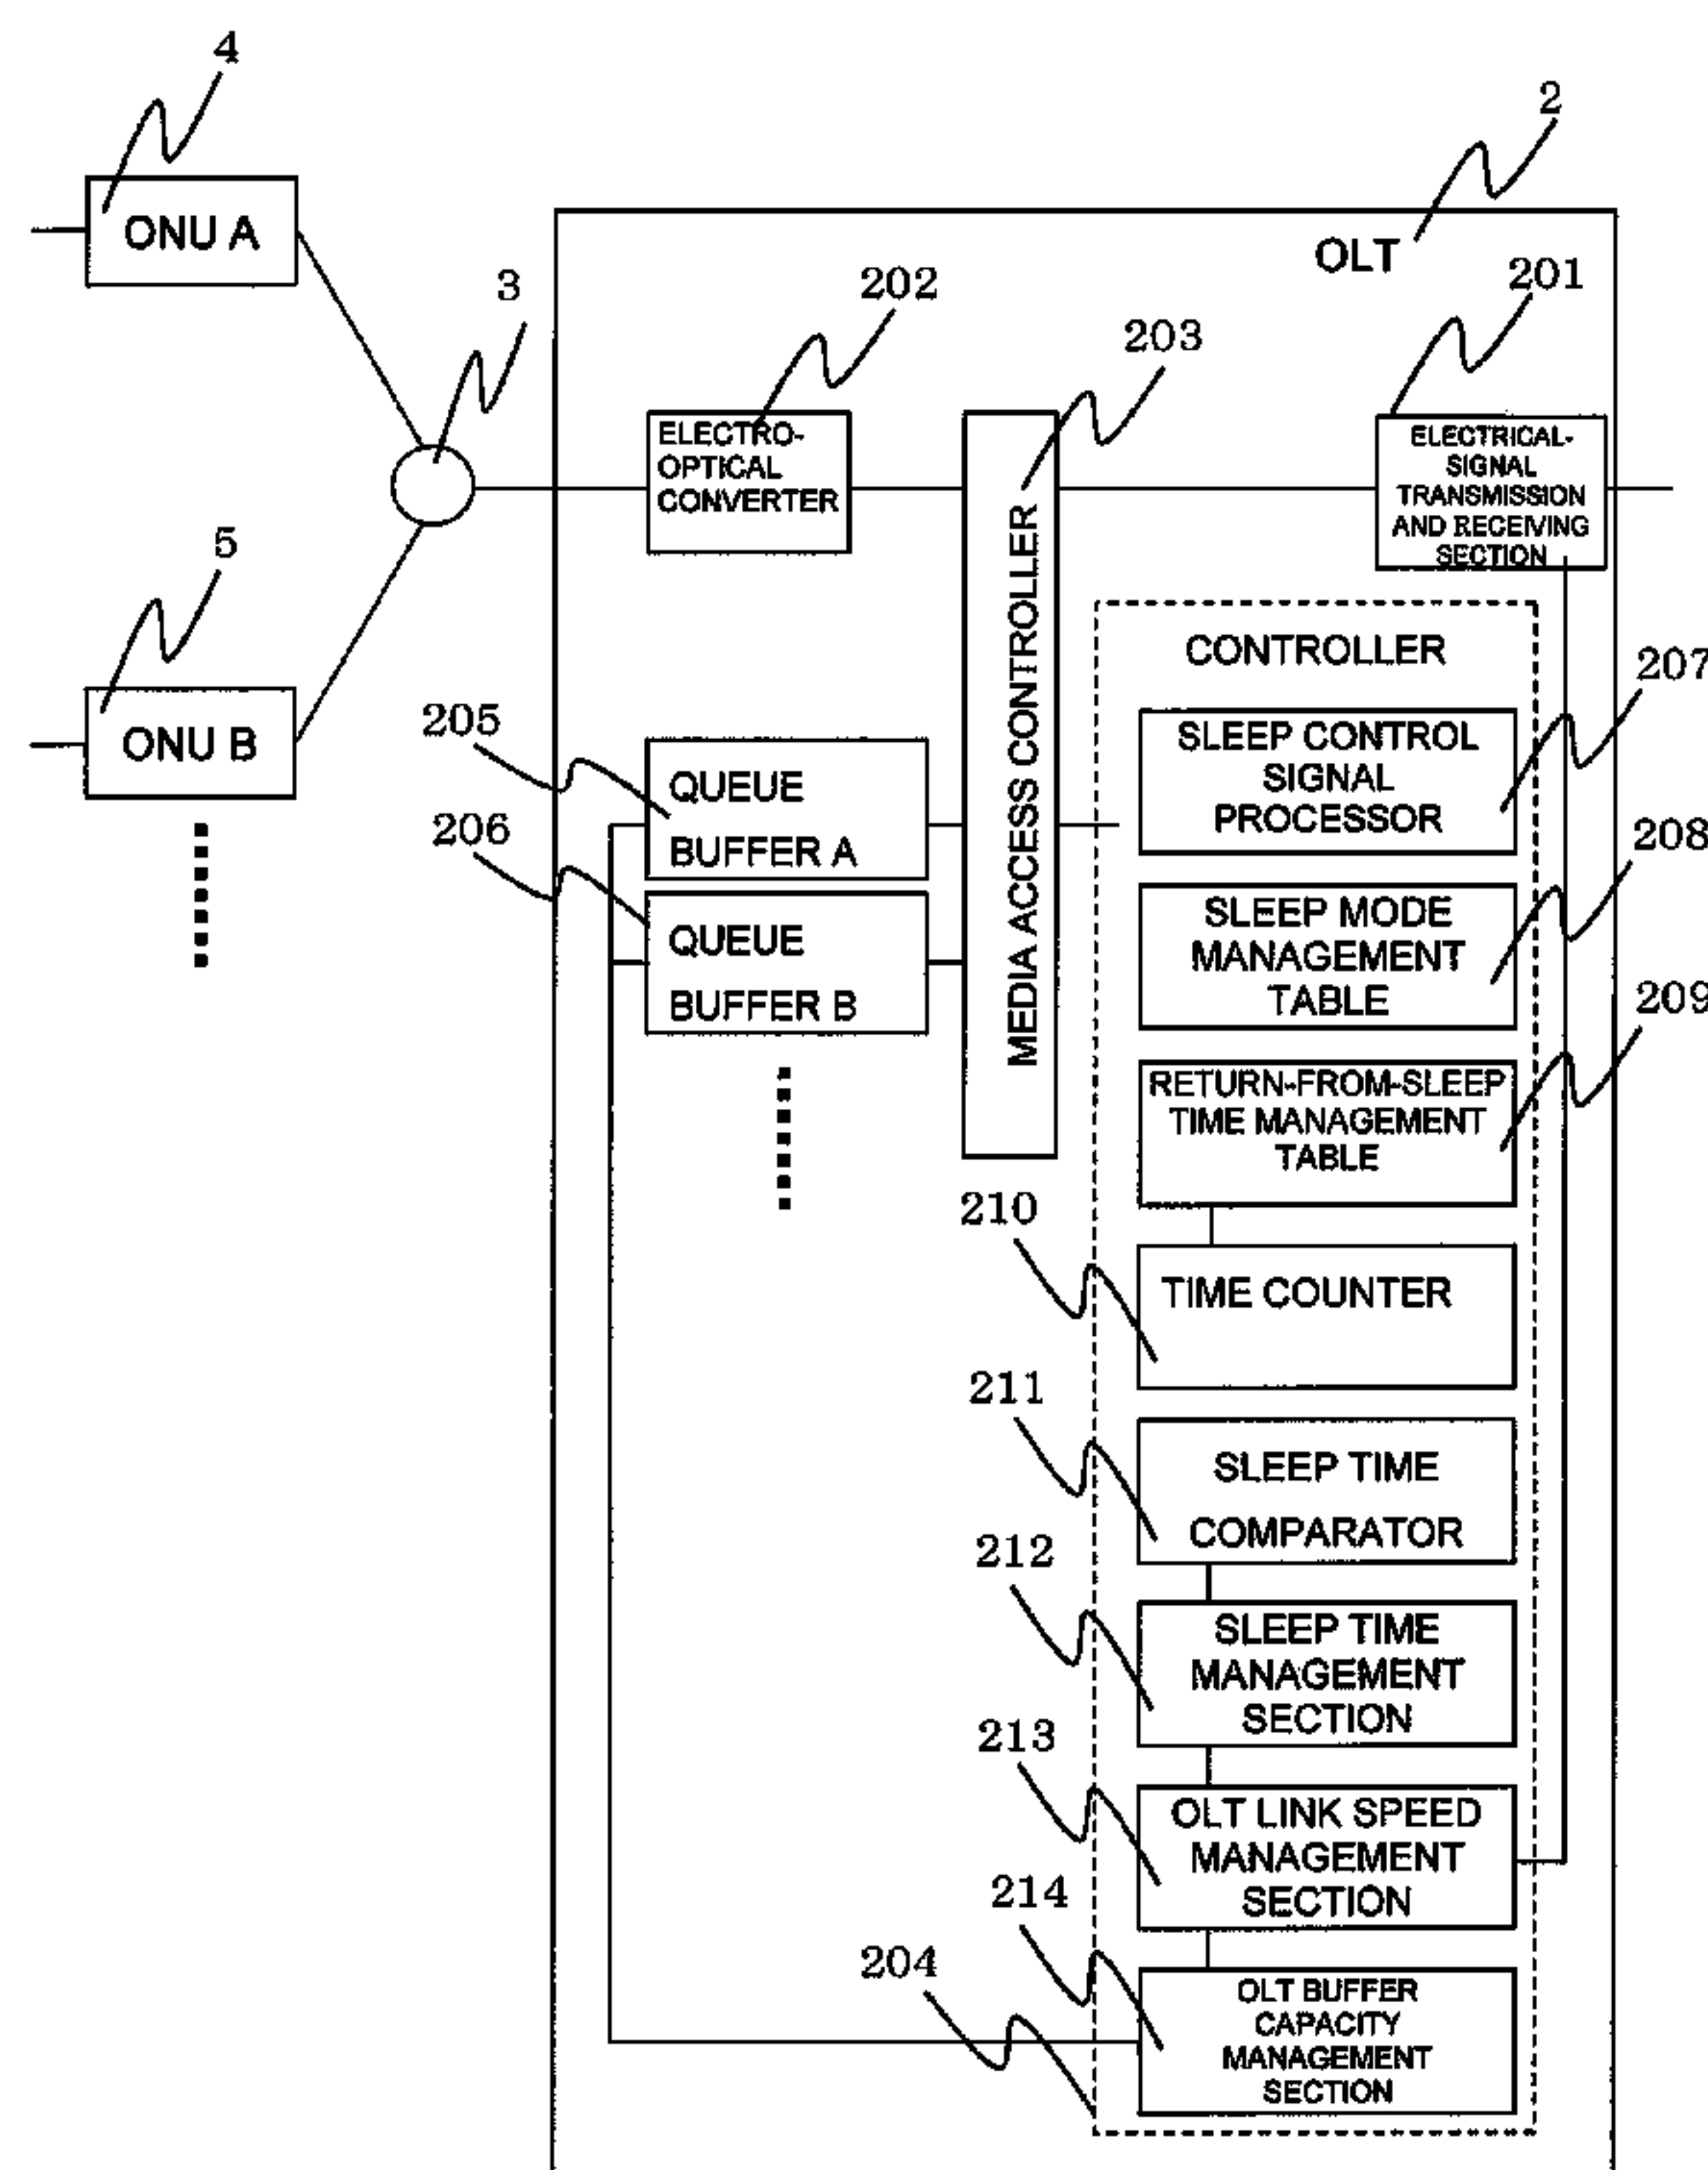 4
2
ONU A
OLT
3
202
201
203
ELECTRO-
OPTICAL
CONVERTER
ELECTRICAL-
SIGNAL
TRANSMISSION
AND RECEIVING
SECTION
5
MEDIA ACCESS CONTROLLER
CONTROLLER
207
ONU B
205
QUEUE
BUFFER A
SLEEP CONTROL
SIGNAL
PROCESSOR
206
208
QUEUE
BUFFER B
SLEEP MODE
MANAGEMENT
TABLE
209
RETURN-FROM-SLEEP
TIME MANAGEMENT
TABLE
210
TIME COUNTER
211
SLEEP TIME
COMPARATOR
212
SLEEP TIME
MANAGEMENT
SECTION
213
OLT LINK SPEED
MANAGEMENT
SECTION
214
204
OLT BUFFER
CAPACITY
MANAGEMENT
SECTION